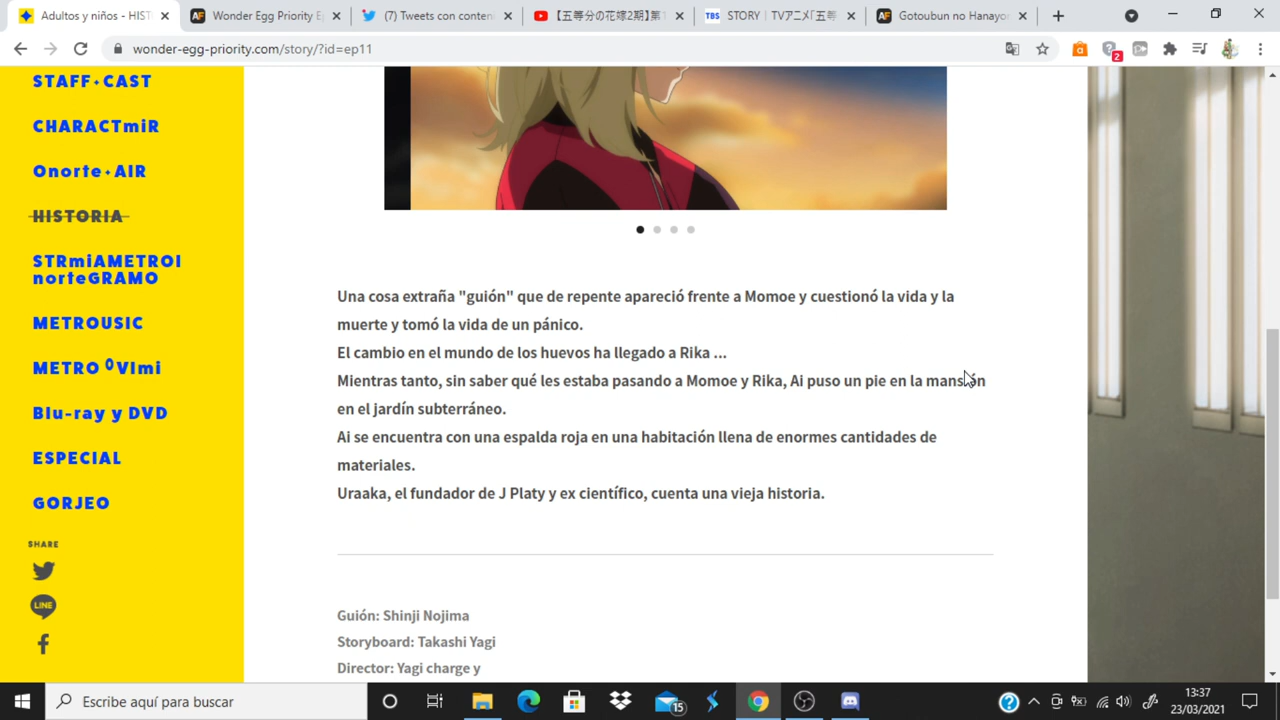 Adultos y niños - HIST
Wonder Egg Priority E
(7) Tweets con conten
【五等分の花嫁2期】第1
TBS
STORY｜TVアニメ「五等
Gotoubun no Hanayo
wonder-egg-priority.com/story/?id=ep11
2
STAFF・CAST
CHARACTmiR
Onorte・AIR
HISTORIA
STRmiAMETROI
norteGRAMO
METROUSIC
METRO 0VImi
Blu-ray y DVD
ESPECIAL
GORJEO
SHARE
LINE
Una cosa extraña "guión" que de repente apareció frente a Momoe y cuestionó la vida y la
muerte y tomó la vida de un pánico.
El cambio en el mundo de los huevos ha llegado a Rika ...
Mientras tanto, sin saber qué les estaba pasando a Momoe y Rika, Ai puso un pie en la mansión
en el jardín subterráneo.
Ai se encuentra con una espalda roja en una habitación llena de enormes cantidades de
materiales.
Uraaka, el fundador de J Platy y ex científico, cuenta una vieja historia.
Guión: Shinji Nojima
Storyboard: Takashi Yagi
Director: Yagi charge y
Escribe aquí para buscar
15
13:37
23/03/2021